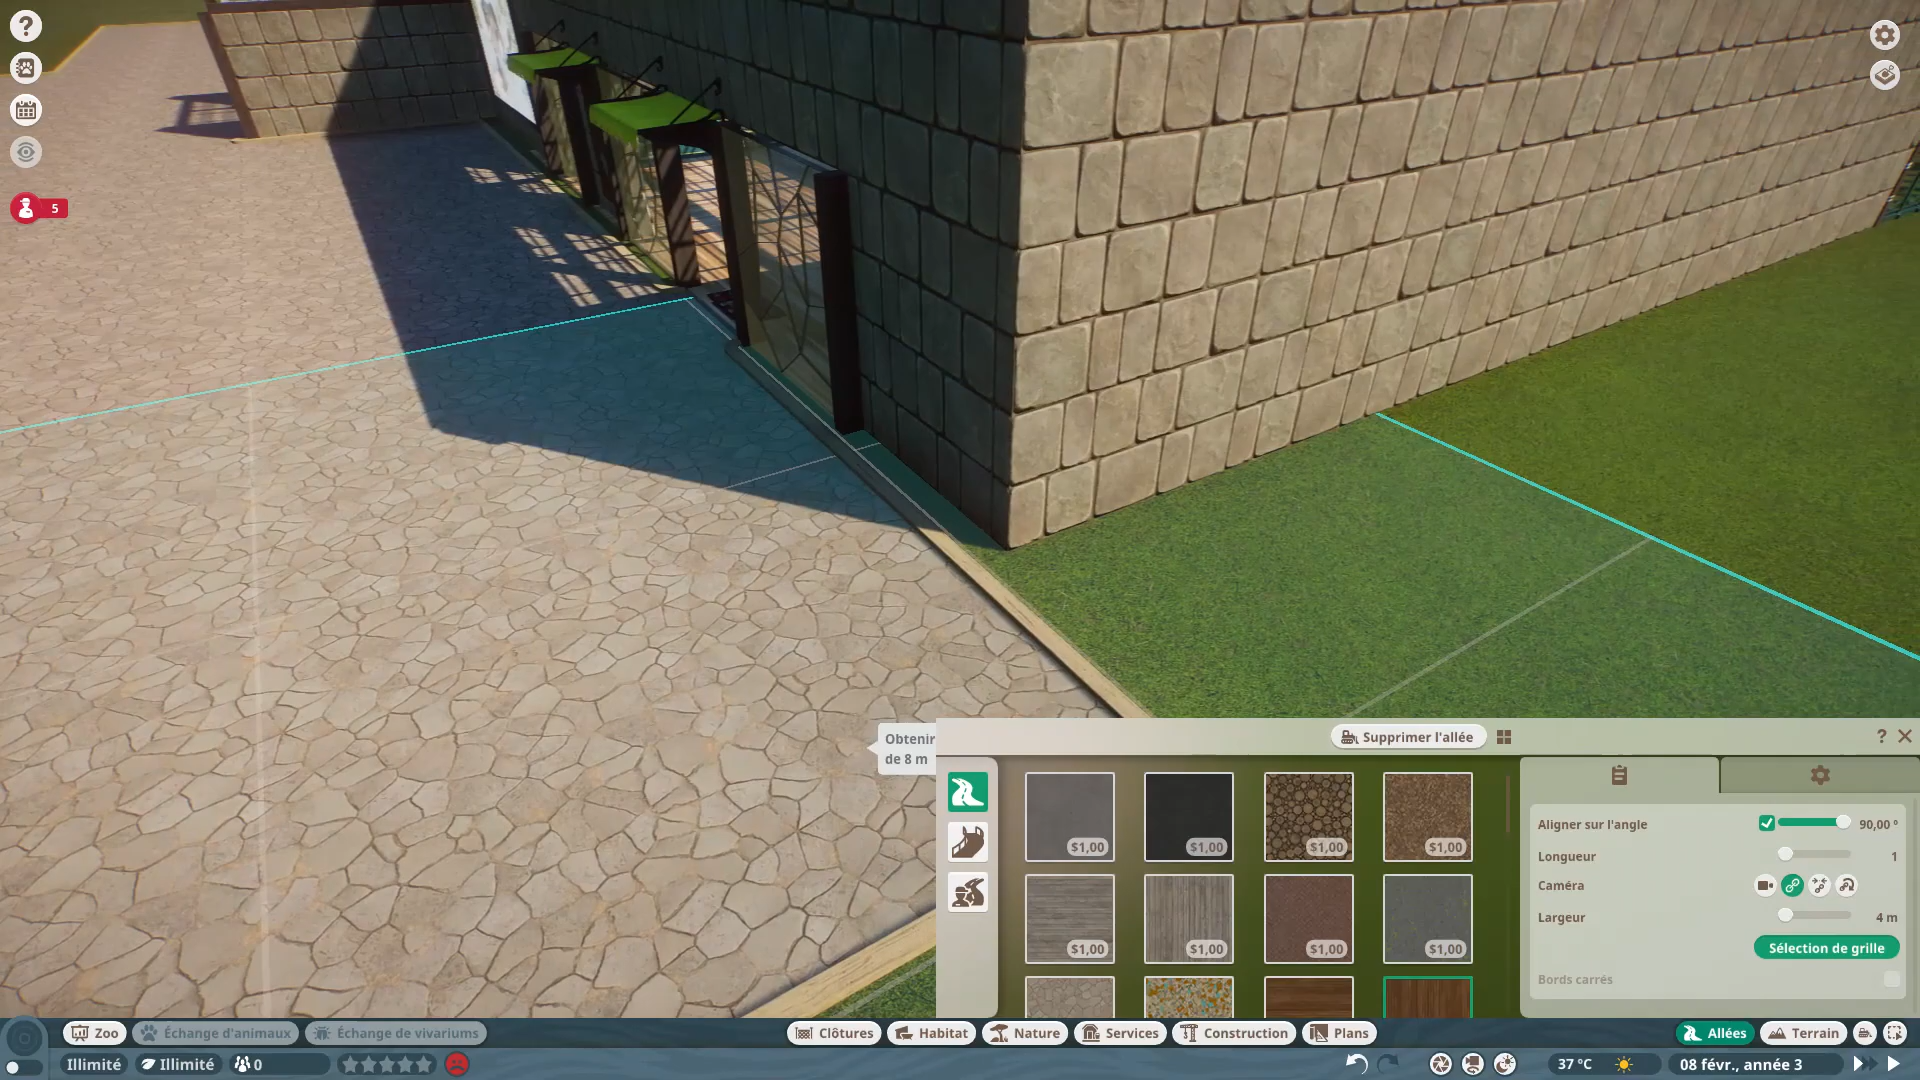 ?
5
Obtenir
de 8 m
Supprimer l'allée
?
$1,00
$1,00
$1,00
$1,00
$1,00
$1,00
$1,00
$1,00
Aligner sur l'angle
90,00 °
Longueur
1
Caméra
Largeur
4 m
Sélection de grille
Bords carrés
Zoo
Échange d'animaux
Échange de vivariums
Clôtures
Habitat
Nature
Services
Construction
Plans
Allées
Terrain
Illimité
Illimité
0
37 °C
08 févr., année 3